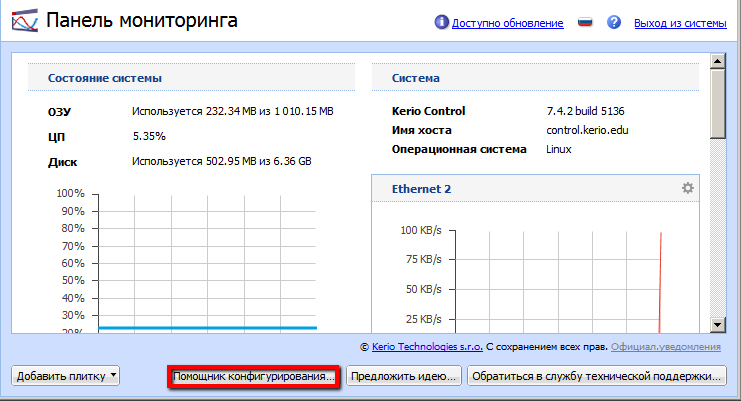 Панель мониторинга
Доступно обновление
Выход из системы
Состояние системы
ОЗУ Используется 232.34 MB из 1 010.15 MB
ЦП 5.35%
Диск Используется 502.95 MB из 6.36 GB
100%
90%
80%
70%
60%
50%
40%
30%
20%
Система
Kerio Control 7.4.2 build 5136
Имя хоста control.kerio.edu
Операционная система Linux
Ethernet 2
100 KB/s
75 KB/s
50 KB/s
25 KB/s
© Kerio Technologies s.r.o. С сохранением всех прав. Официал.уведомления
Добавить плитку
Помощник конфигурирования...
Предложить идею...
Обратиться в службу технической поддержки...